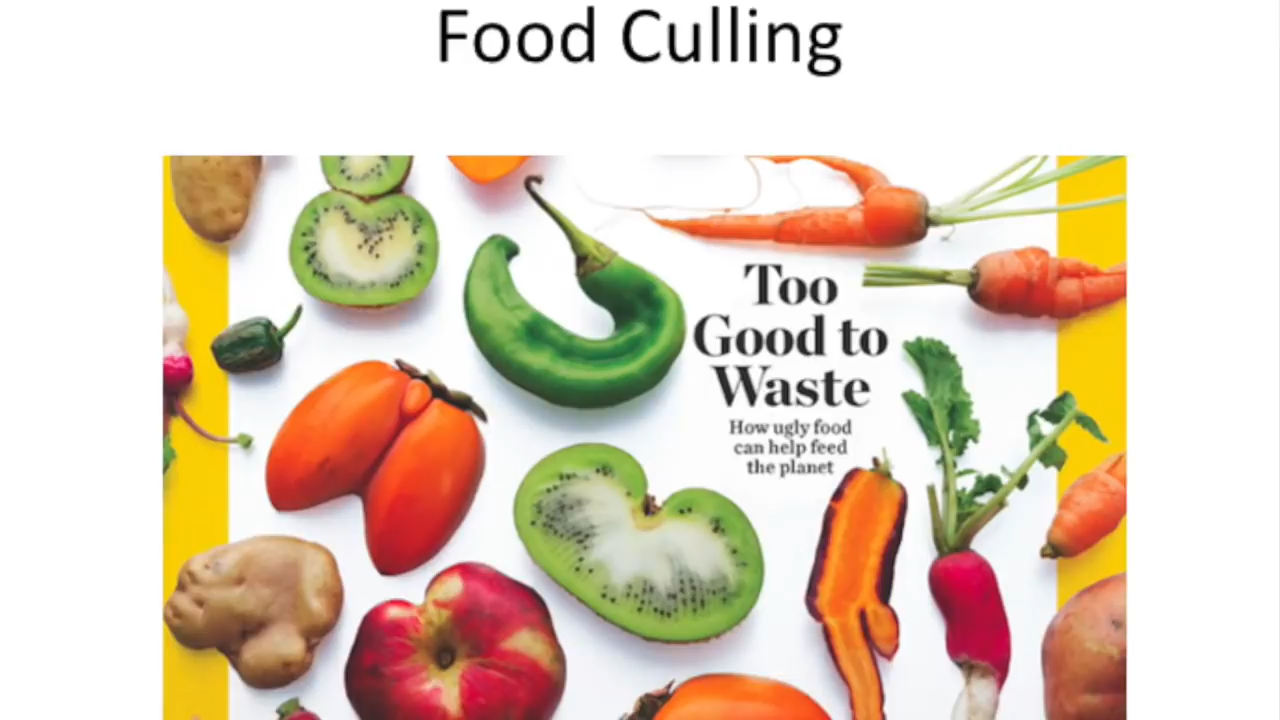 Food Culling
Too
Good to
Waste
How ugly food
can help feed
the planet